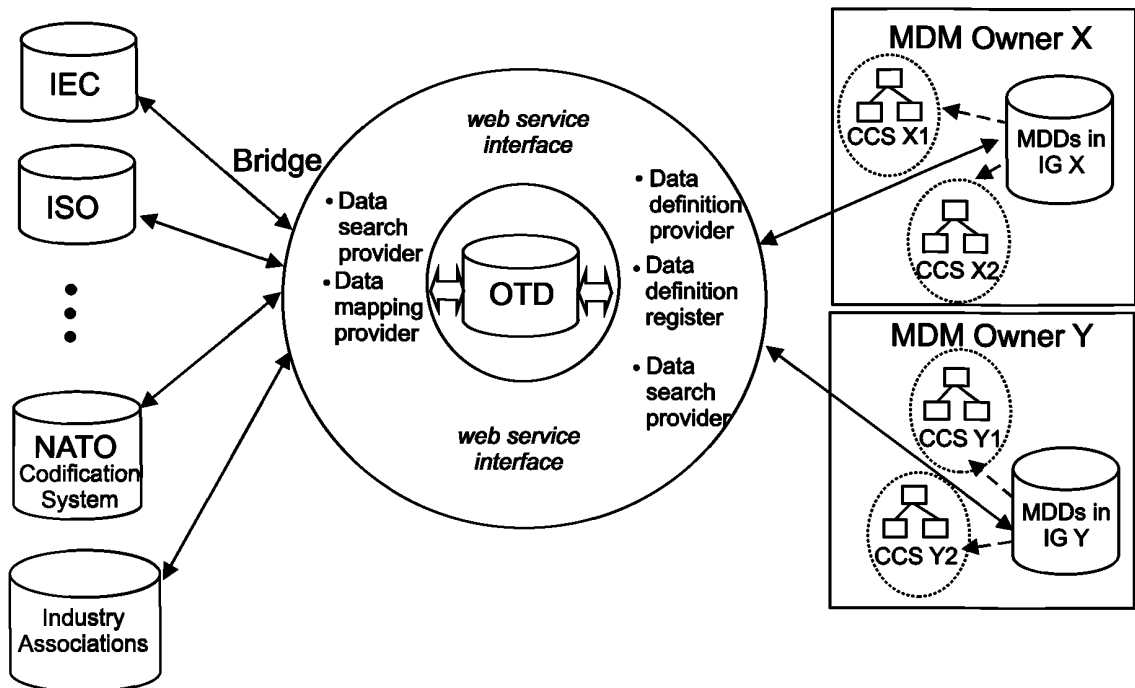 IEC
ISO
NATO
Codification
System
Industry
Associations
Bridge
web service
interface
• Data
search
provider
• Data
mapping
provider
OTD
• Data
definition
provider
• Data
definition
register
• Data
search
provider
web service
interface
MDM Owner X
CCS X1
MDDs in
IG X
CCS X2
MDM Owner Y
CCS Y1
MDDs in
IG Y
CCS Y2